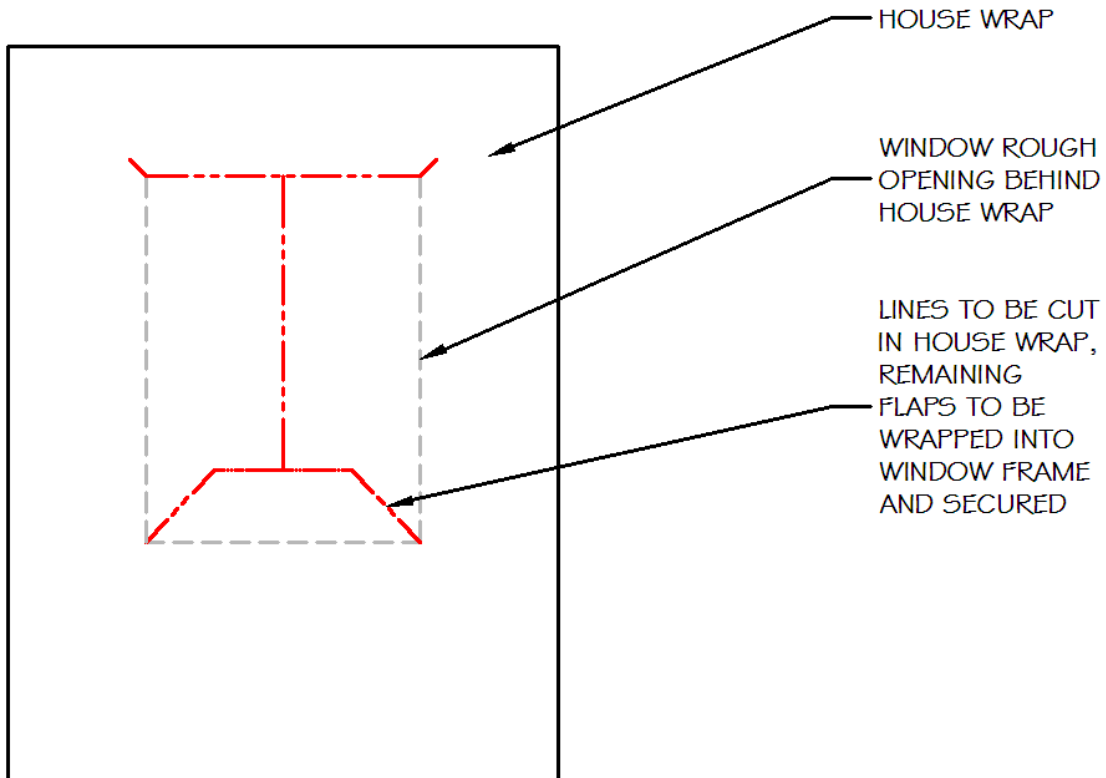 HOUSE WRAP
WINDOW ROUGH
OPENING BEHIND
HOUSE WRAP
LINES TO BE CUT
IN HOUSE WRAP,
REMAINING
FLAPS TO BE
WRAPPED INTO
WINDOW FRAME
AND SECURED